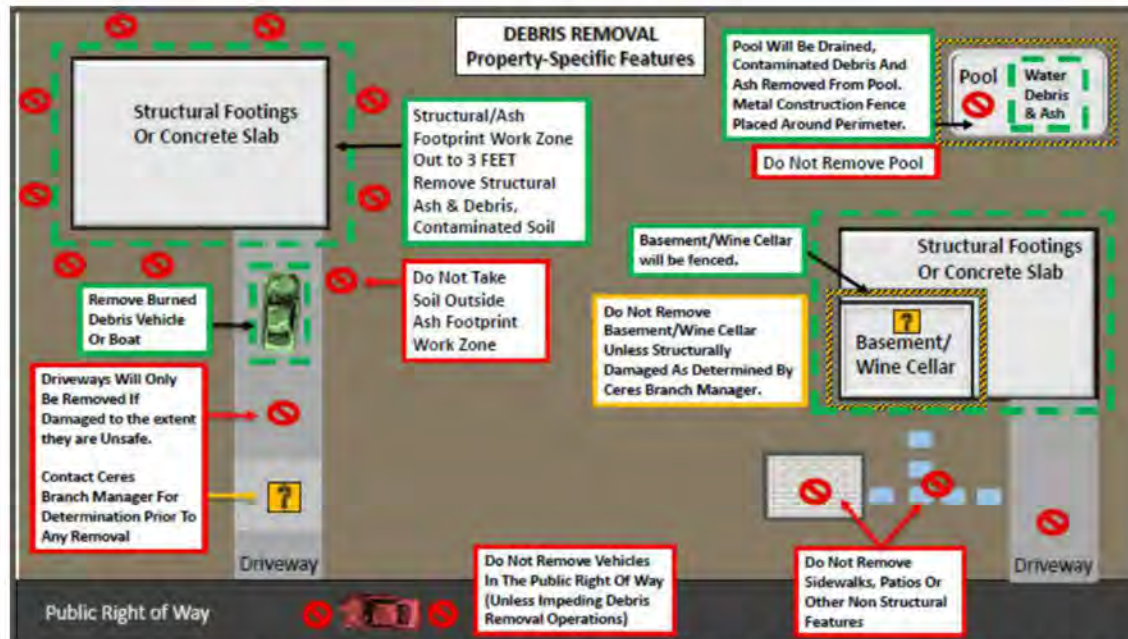 DEBRIS REMOVAL
Property-Specific Features
Structural Footings
Or Concrete Slab
Structural/Ash
Footprint Work Zone
Out to 3 FEET
Remove Structural
Ash & Debris,
Contaminated Soil
Pool Will Be Drained,
Contaminated Debris And
Ash Removed From Pool.
Metal Construction Fence
Placed Around Perimeter.
Pool
Water
Debris
& Ash
Do Not Remove Pool
Remove Burned
Debris Vehicle
Or Boat
Do Not Take
Soil Outside
Ash Footprint
Work Zone
Basement/Wine Cellar
will be fenced.
Structural Footings
Or Concrete Slab
Do Not Remove
Basement/Wine Cellar
Unless Structurally
Damaged As Determined By
Ceres Branch Manager.
?
Basement/
Wine Cellar
Driveways Will Only
Be Removed If
Damaged to the extent
they are Unsafe.
Contact Ceres
Branch Manager For
Determination Prior To
Any Removal
?
Driveway
Do Not Remove Vehicles
In The Public Right Of Way
(Unless Impeding Debris
Removal Operations)
Do Not Remove
Sidewalks, Patios Or
Other Non Structural
Features
Driveway
Public Right of Way